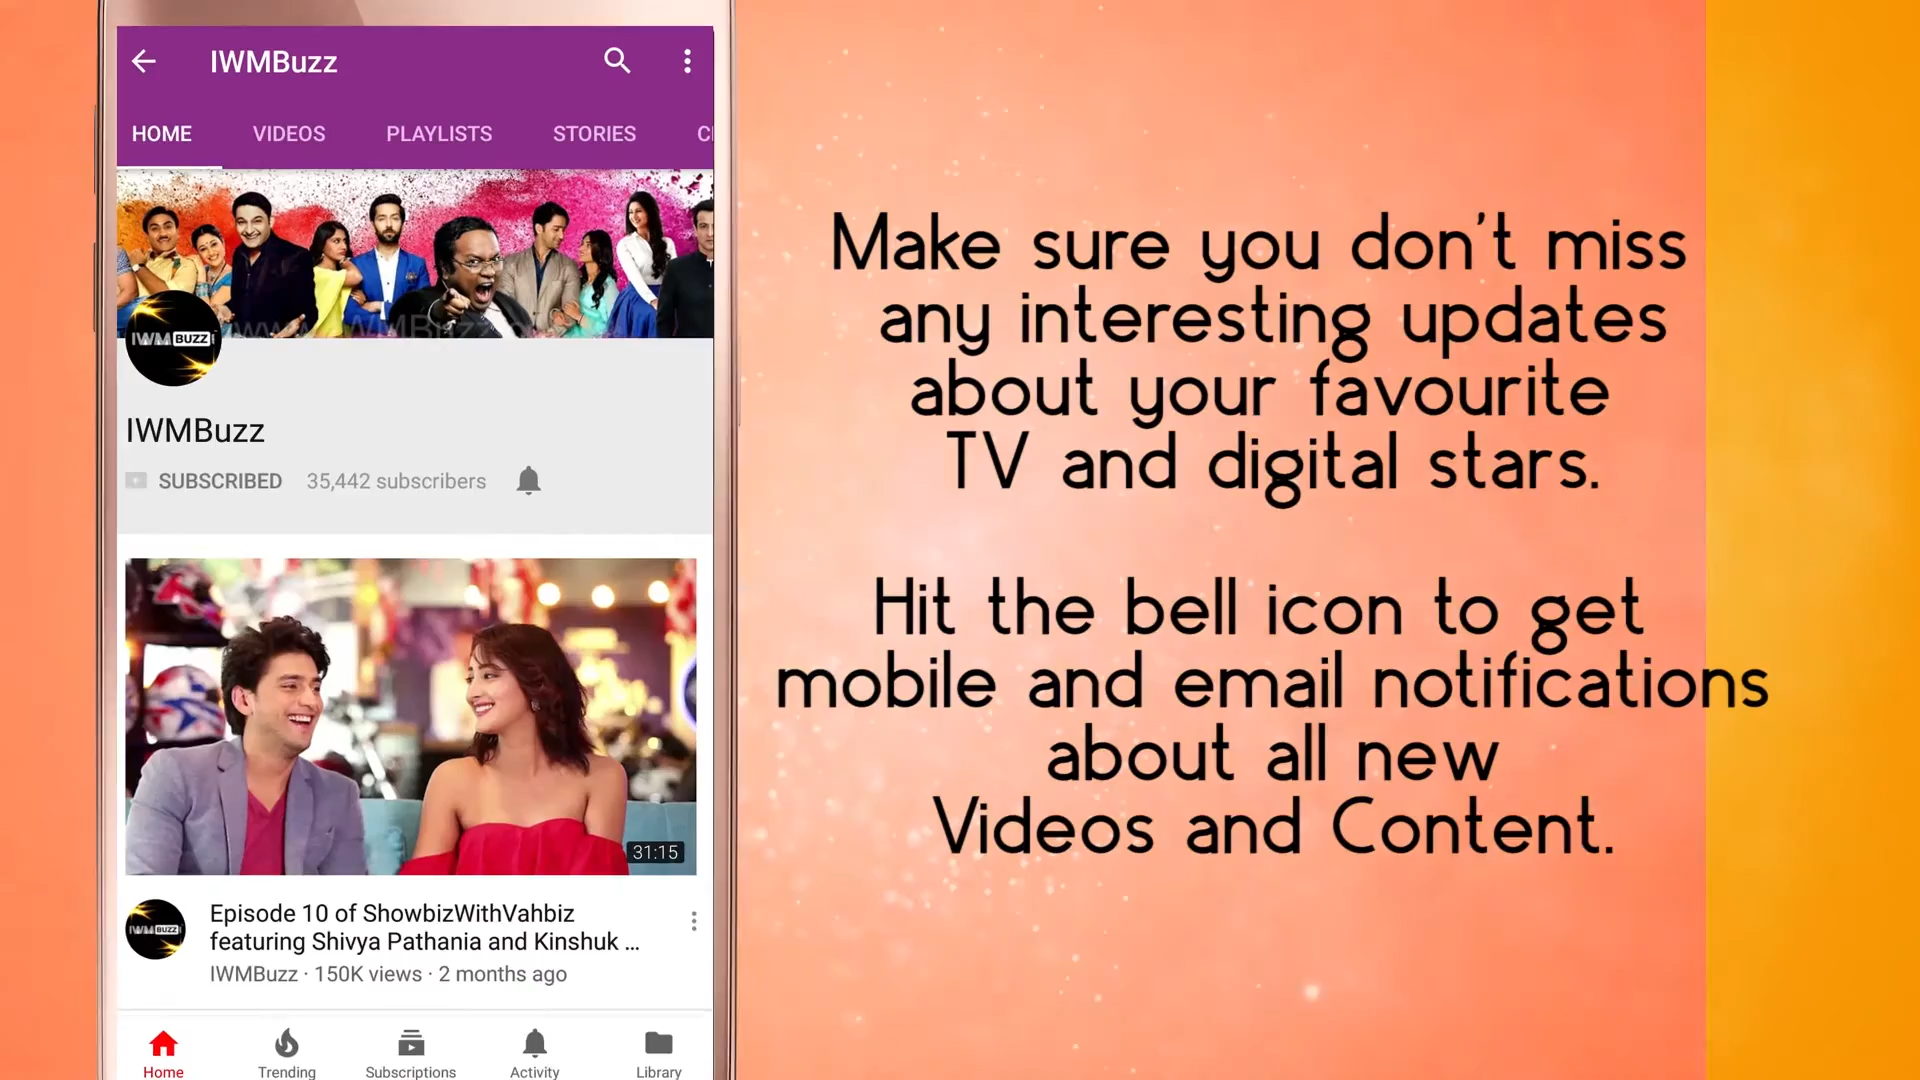 IWMBuzz
HOME VIDEOS PLAYLISTS STORIES
IWMBUZZ
IWMBuzz
SUBSCRIBED 35,442 subscribers
31:15
IWMBUZZ
Episode 10 of ShowbizWithVahbiz
featuring Shivya Pathania and Kinshuk ...
IWMBuzz · 150K views · 2 months ago
Home Trending Subscriptions Activity Library
Make sure you don't miss
any interesting updates
about your favourite
TV and digital stars.
Hit the bell icon to get
mobile and email notifications
about all new
Videos and Content.